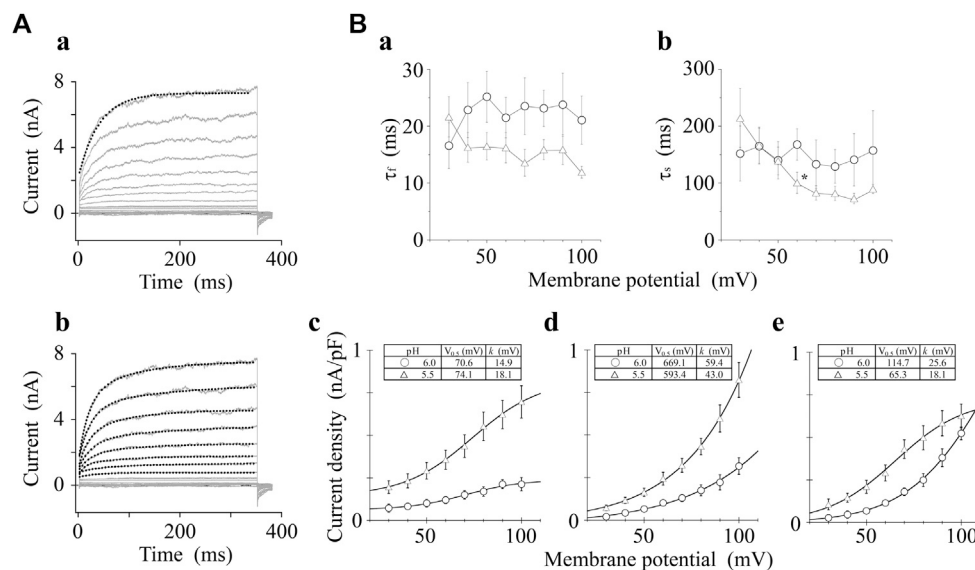 A
a
8
4
0
Current (nA)
0
200
400
Time (ms)
b
8
4
0
Current (nA)
0
200
400
Time (ms)
B
a
30
15
0
τf (ms)
50
100
b
300
200
100
0
τs (ms)
*
50
100
Membrane potential (mV)
c
1
0
Current density (nA/pF)
pH V0.5 (mV) k (mV)
6.0 70.6 14.9
5.5 74.1 18.1
50
100
d
1
0
pH V0.5 (mV) k (mV)
6.0 669.1 59.4
5.5 593.4 43.0
50
100
e
1
0
pH V0.5 (mV) k (mV)
6.0 114.7 25.6
5.5 65.3 18.1
50
100
Membrane potential (mV)